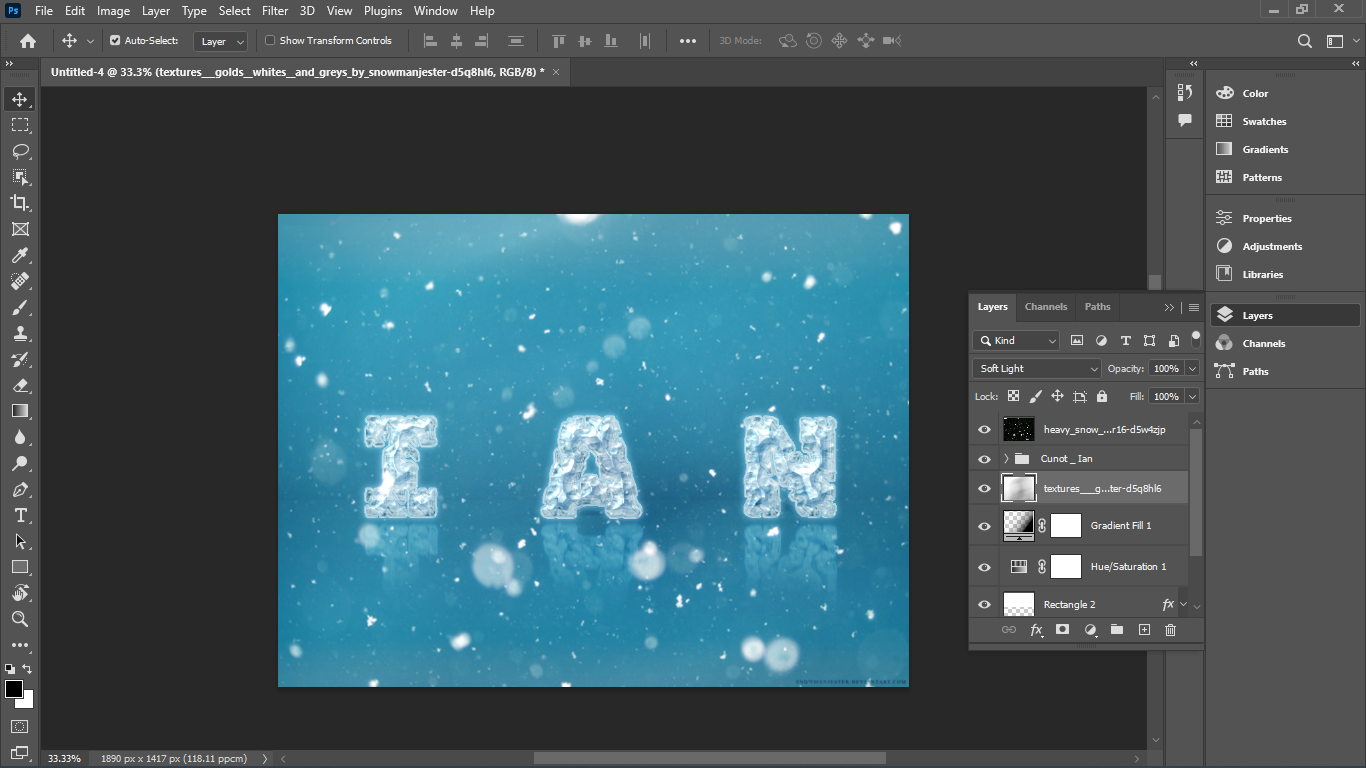 Ps File Edit Image Layer Type Select Filter 3D View Plugins Window Help
Auto-Select: Layer Show Transform Controls 3D Mode:
Untitled-4 @ 33.3% (textures__golds__whites__and_greys_by_snowmanjester-d5q8hl6, RGB/8) *
Color
Swatches
Gradients
Patterns
Properties
Adjustments
Libraries
Layers
Channels
Paths
Layers Channels Paths
Kind
Soft Light Opacity: 100%
Lock: Fill: 100%
heavy_snow_...r16-d5w4zjp
Cunot _ Ian
textures___g...ter-d5q8hl6
Gradient Fill 1
Hue/Saturation 1
Rectangle 2 fx
fx
I A N
SNOWMANJESTER.DEVIANTART.COM
33.33% 1890 px x 1417 px (118.11 ppcm)